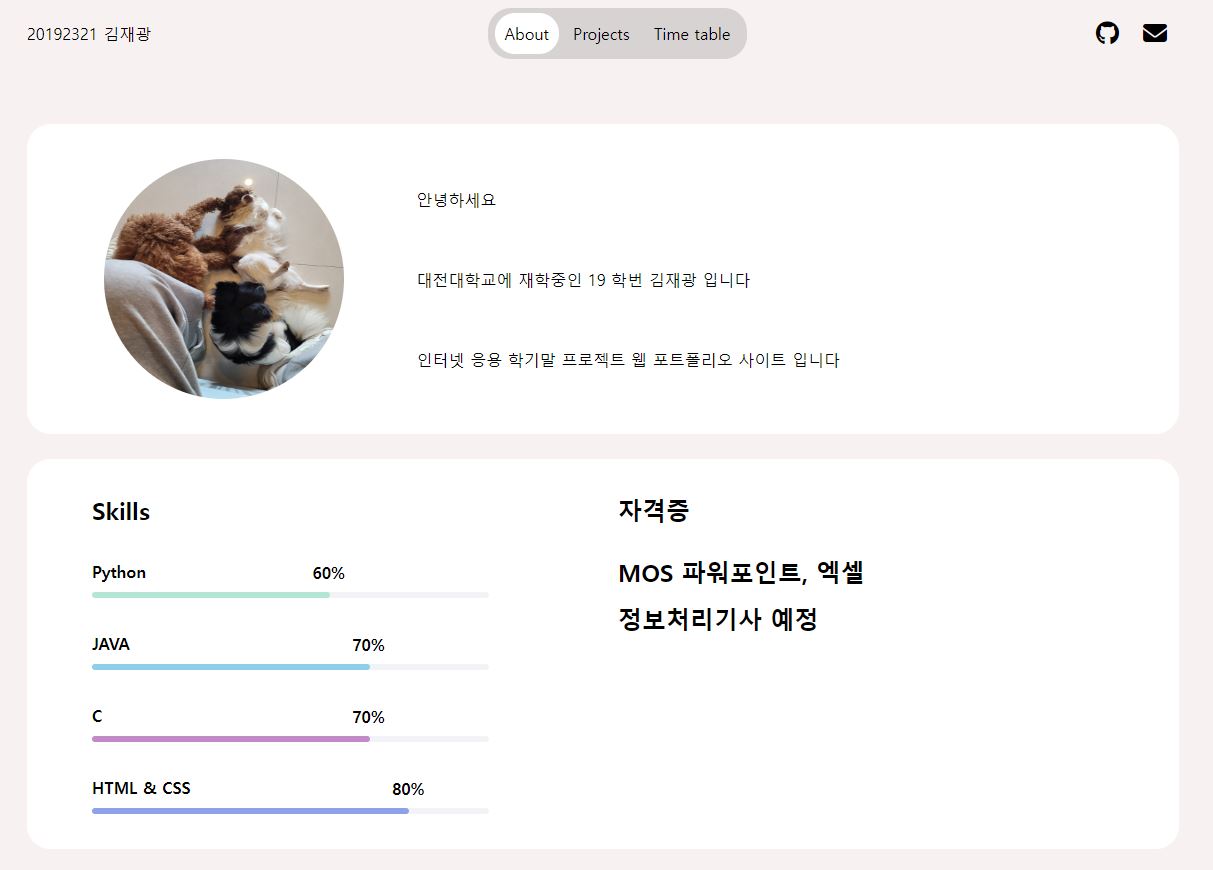 20192321 김재광
About Projects Time table
안녕하세요
대전대학교에 재학중인 19 학번 김재광 입니다
인터넷 응용 학기말 프로젝트 웹 포트폴리오 사이트 입니다
Skills
Python 60%
JAVA 70%
C 70%
HTML & CSS 80%
자격증
MOS 파워포인트, 엑셀
정보처리기사 예정